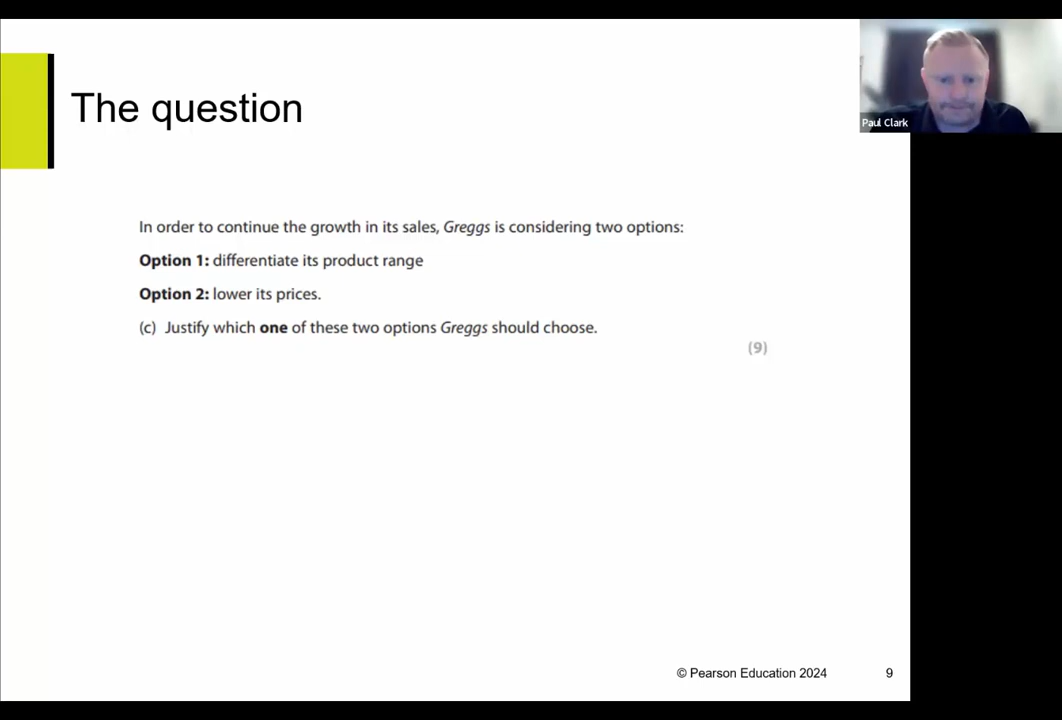 The question
Paul Clark
In order to continue the growth in its sales, Greggs is considering two options:
Option 1: differentiate its product range
Option 2: lower its prices.
(c) Justify which one of these two options Greggs should choose.
(9)
© Pearson Education 2024
9